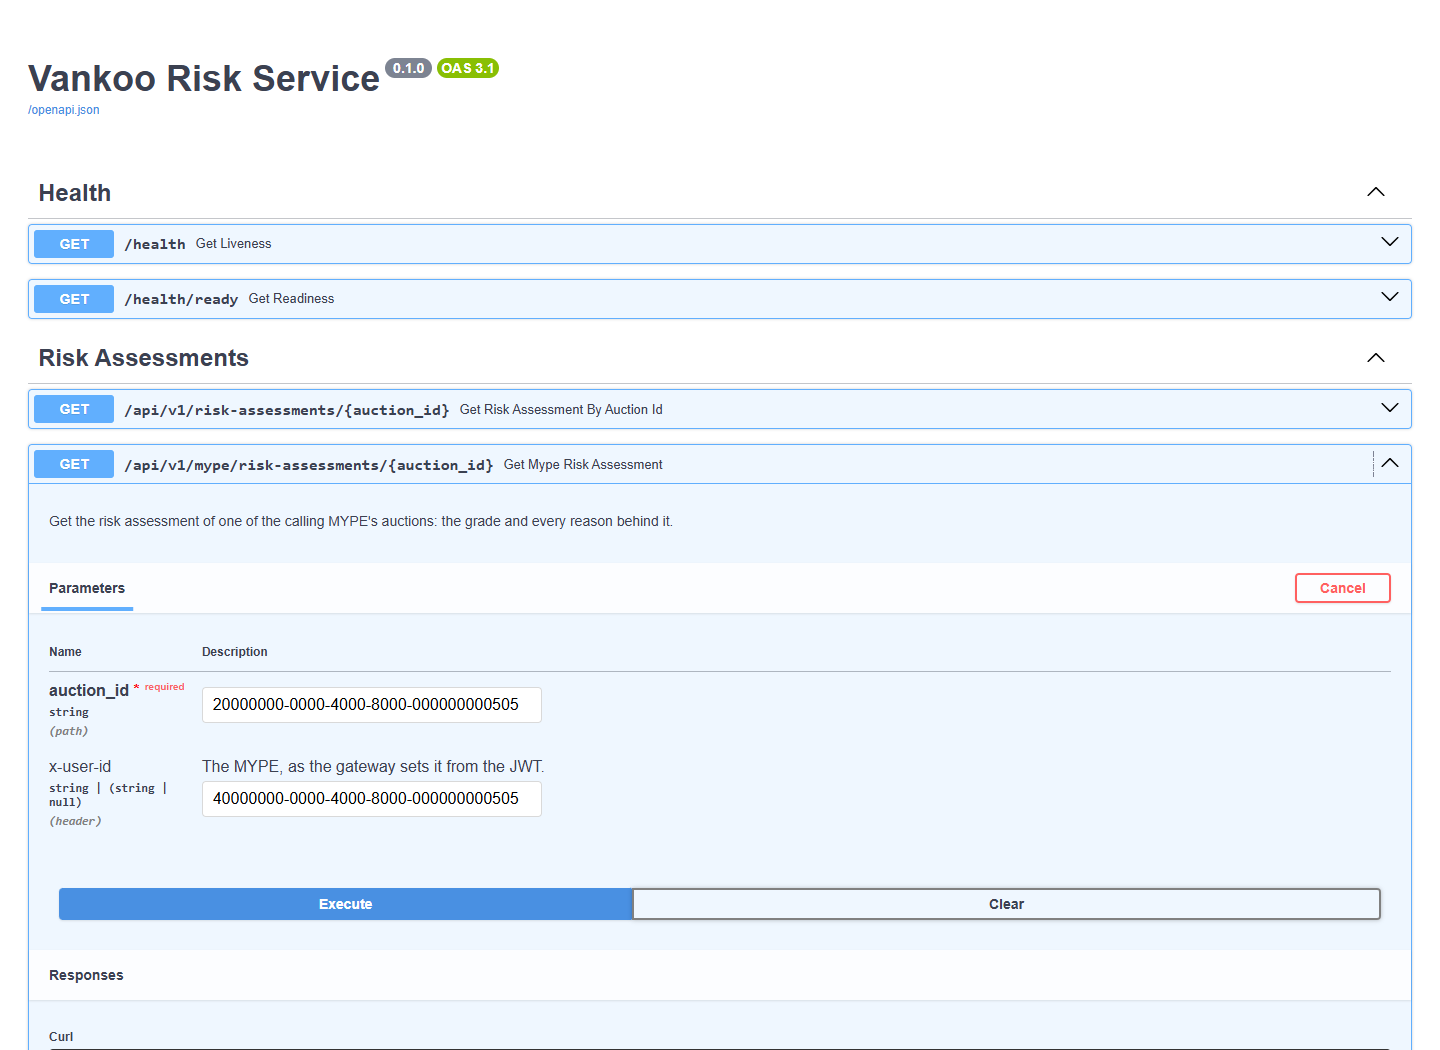 Vankoo Risk Service 0.1.0 OAS 3.1
/openapi.json
Health
GET /health Get Liveness
GET /health/ready Get Readiness
Risk Assessments
GET /api/v1/risk-assessments/{auction_id} Get Risk Assessment By Auction Id
GET /api/v1/mype/risk-assessments/{auction_id} Get Mype Risk Assessment
Get the risk assessment of one of the calling MYPE's auctions: the grade and every reason behind it.
Parameters Cancel
Name Description
auction_id * required
string
(path)
20000000-0000-4000-8000-000000000505
x-user-id
string | (string |
null)
(header)
The MYPE, as the gateway sets it from the JWT.
40000000-0000-4000-8000-000000000505
Execute Clear
Responses
Curl